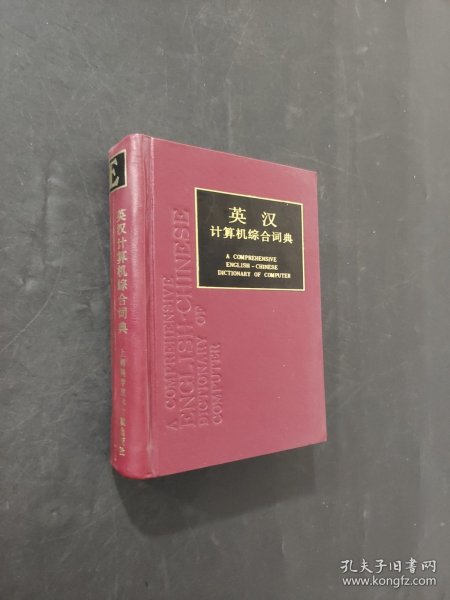 E
英汉计算机综合词典
英汉
计算机综合词典
A COMPREHENSIVE
ENGLISH-CHINESE
DICTIONARY OF COMPUTER
A COMPREHENSIVE
ENGLISH-CHINESE
DICTIONARY OF
COMPUTER
孔夫子旧书网
www.kongfz.com